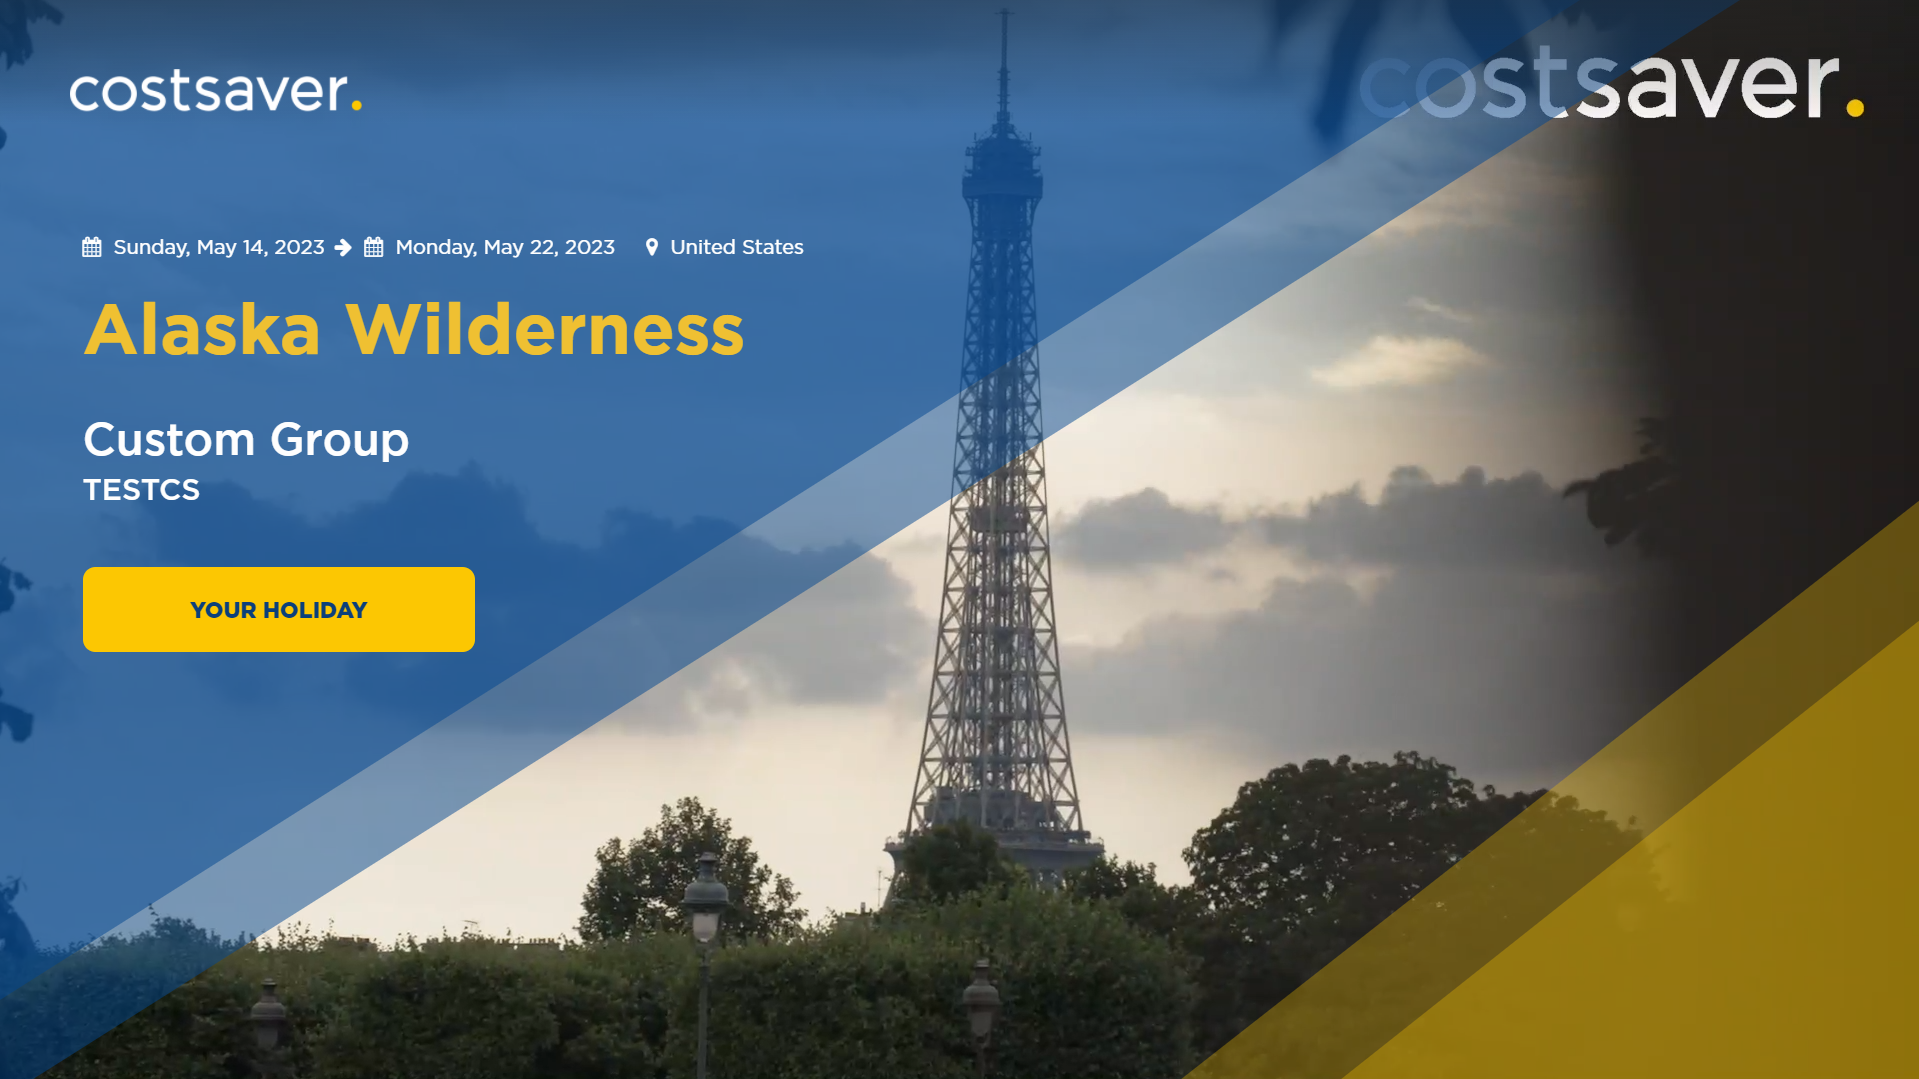 costsaver.
costsaver.
Sunday, May 14, 2023 Monday, May 22, 2023 United States
Alaska Wilderness
Custom Group
TESTCS
YOUR HOLIDAY